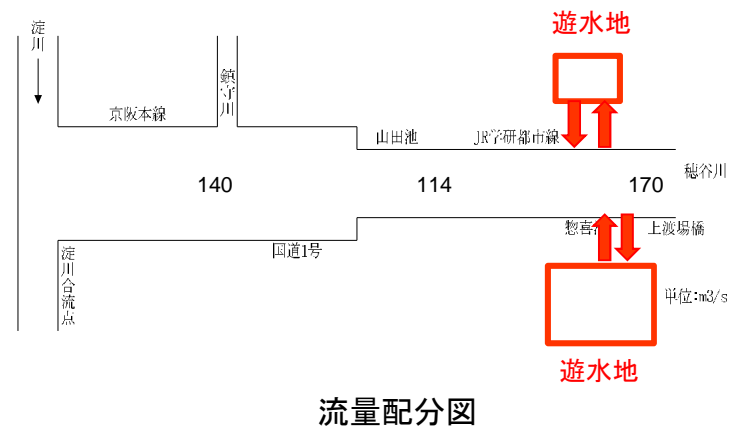 遊水地
淀川
鎮守川
京阪本線
山田池
JR学研都市線
穂谷川
140
114
170
惣喜
上渡場橋
国道1号
淀川合流点
単位:m3/s
遊水地
流量配分図